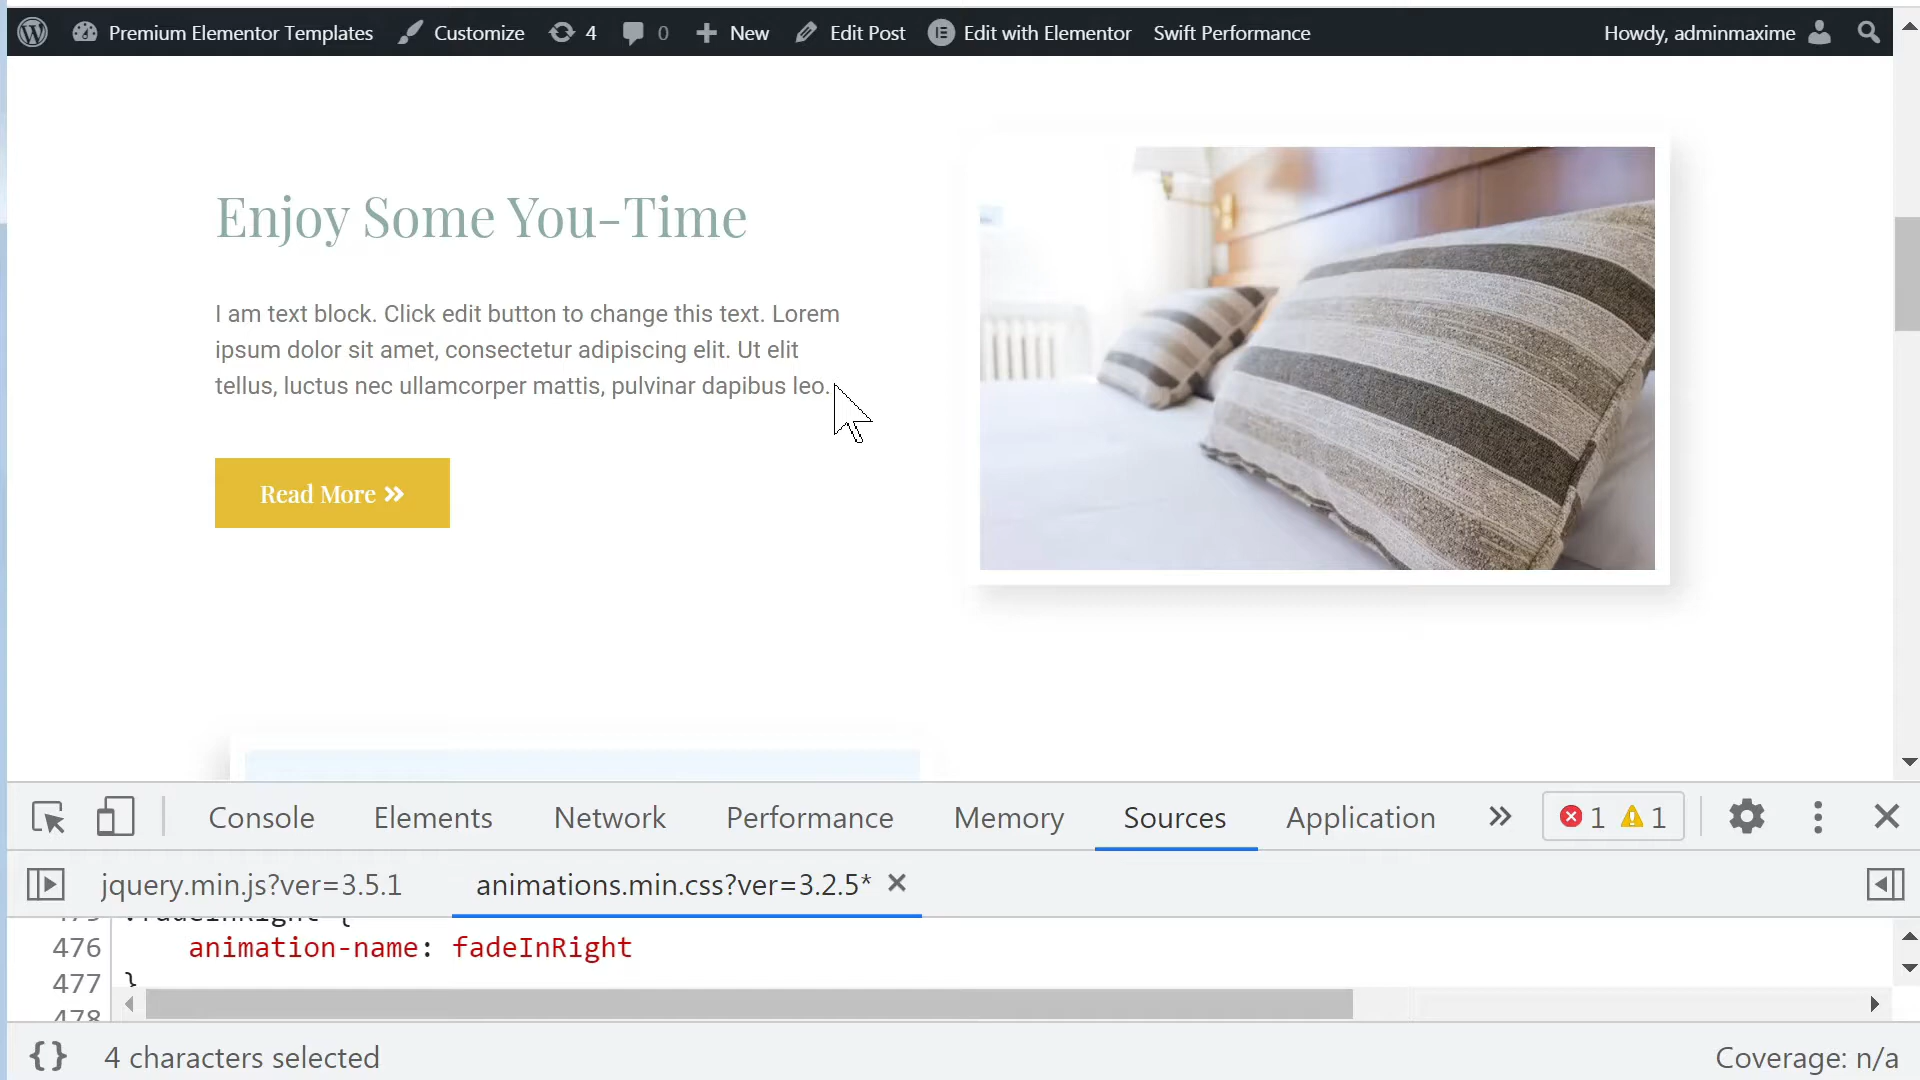 Premium Elementor Templates Customize 4 0 New Edit Post Edit with Elementor Swift Performance Howdy, adminmaxime
Enjoy Some You-Time
I am text block. Click edit button to change this text. Lorem
ipsum dolor sit amet, consectetur adipiscing elit. Ut elit
tellus, luctus nec ullamcorper mattis, pulvinar dapibus leo.
Read More »
Console Elements Network Performance Memory Sources Application » 1 1
jquery.min.js?ver=3.5.1 animations.min.css?ver=3.2.5* ×
475 .fadeInRight {
476 animation-name: fadeInRight
477 }
478
{ } 4 characters selected Coverage: n/a